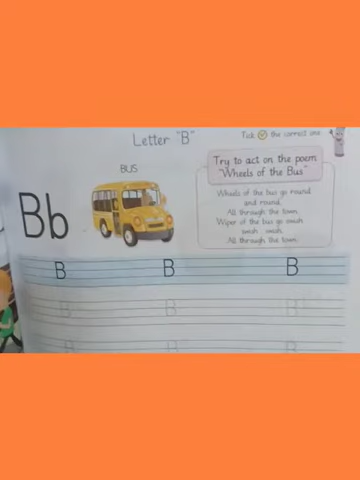 Letter "B"
Tick the correct one
BUS
Try to act on the poem
"Wheels of the Bus"
Bb
Wheels of the bus go round
and round,
All through the town.
Wiper of the bus go swish
swish swish
All through the town.
B B B
B B B
B B B